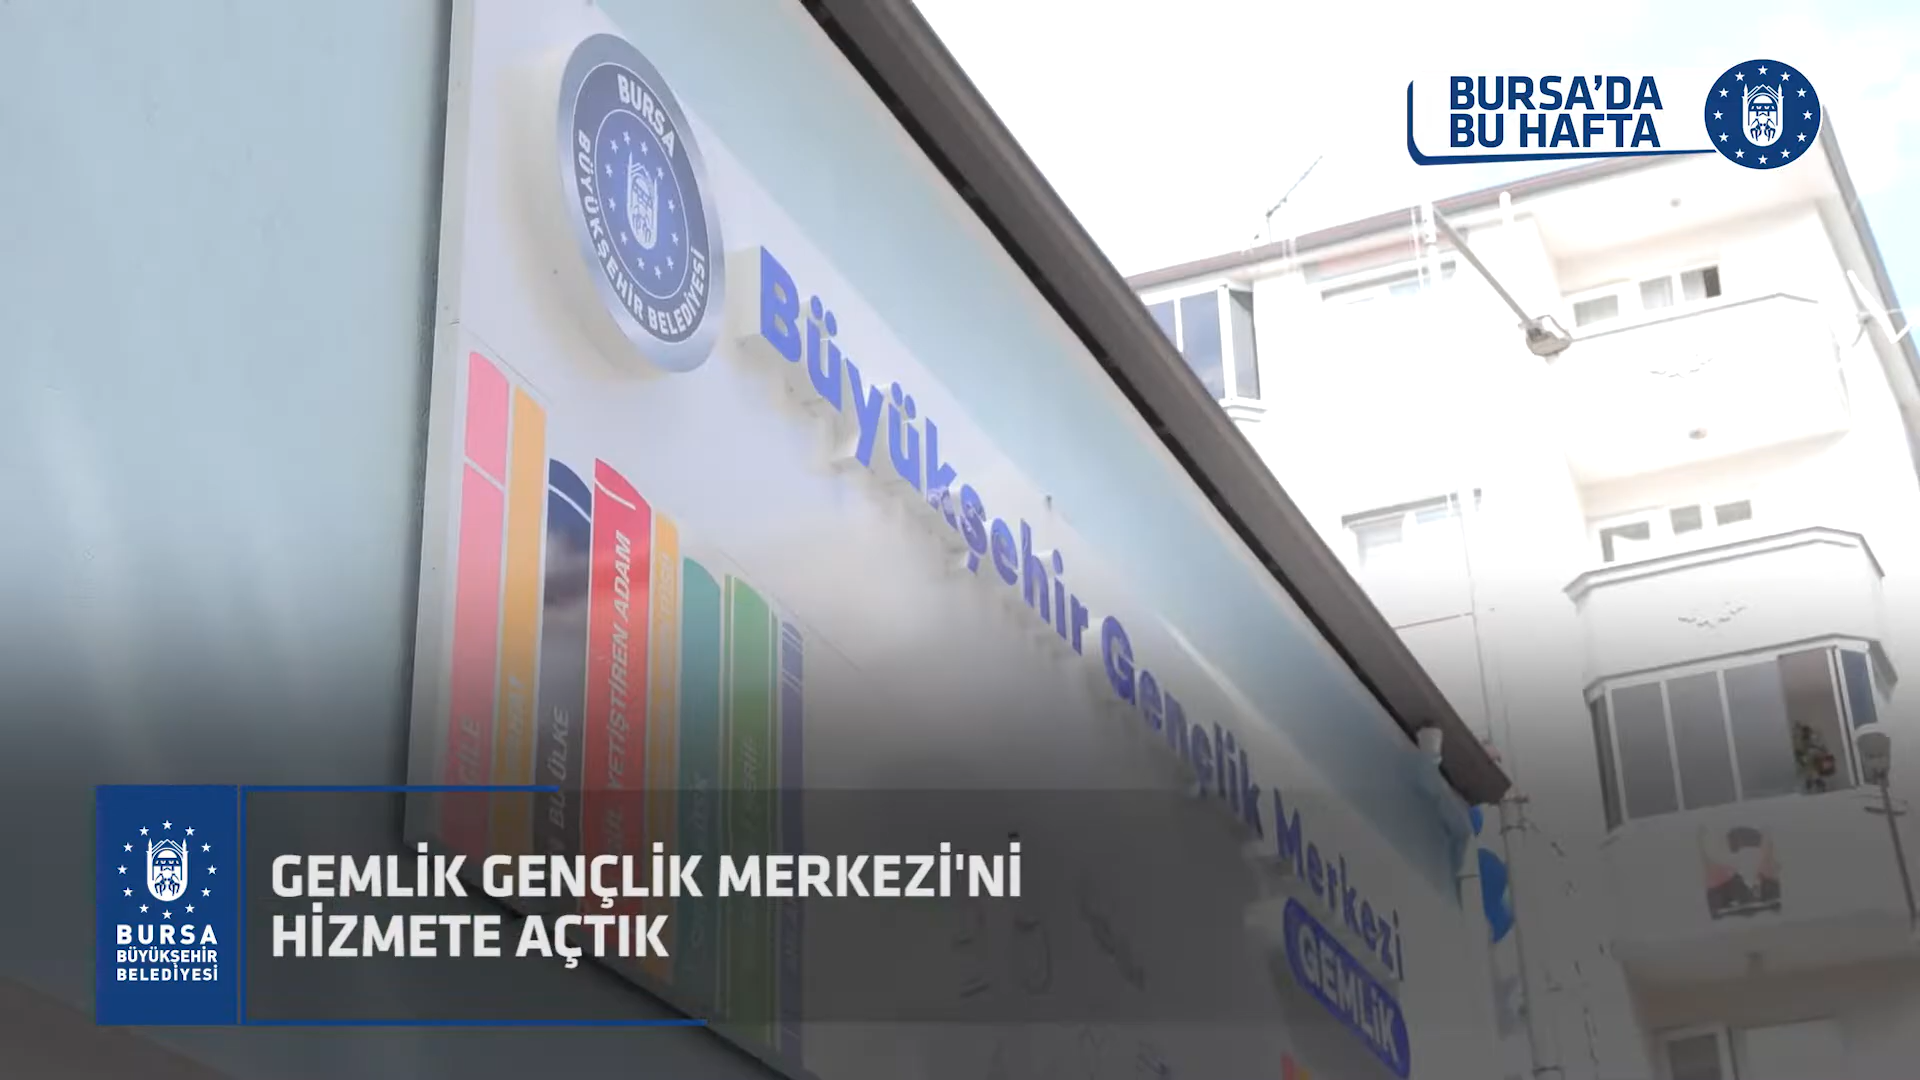 BURSA'DA
BU HAFTA
BURSA
BÜYÜKŞEHİR BELEDİYESİ
Büyükşehir Gençlik Merkezi
GEMLİK
YETİŞTİREN ADAM
ÜLKE
GEMLİK GENÇLİK MERKEZİ'Nİ
HİZMETE AÇTIK
BURSA
BÜYÜKŞEHİR
BELEDİYESİ